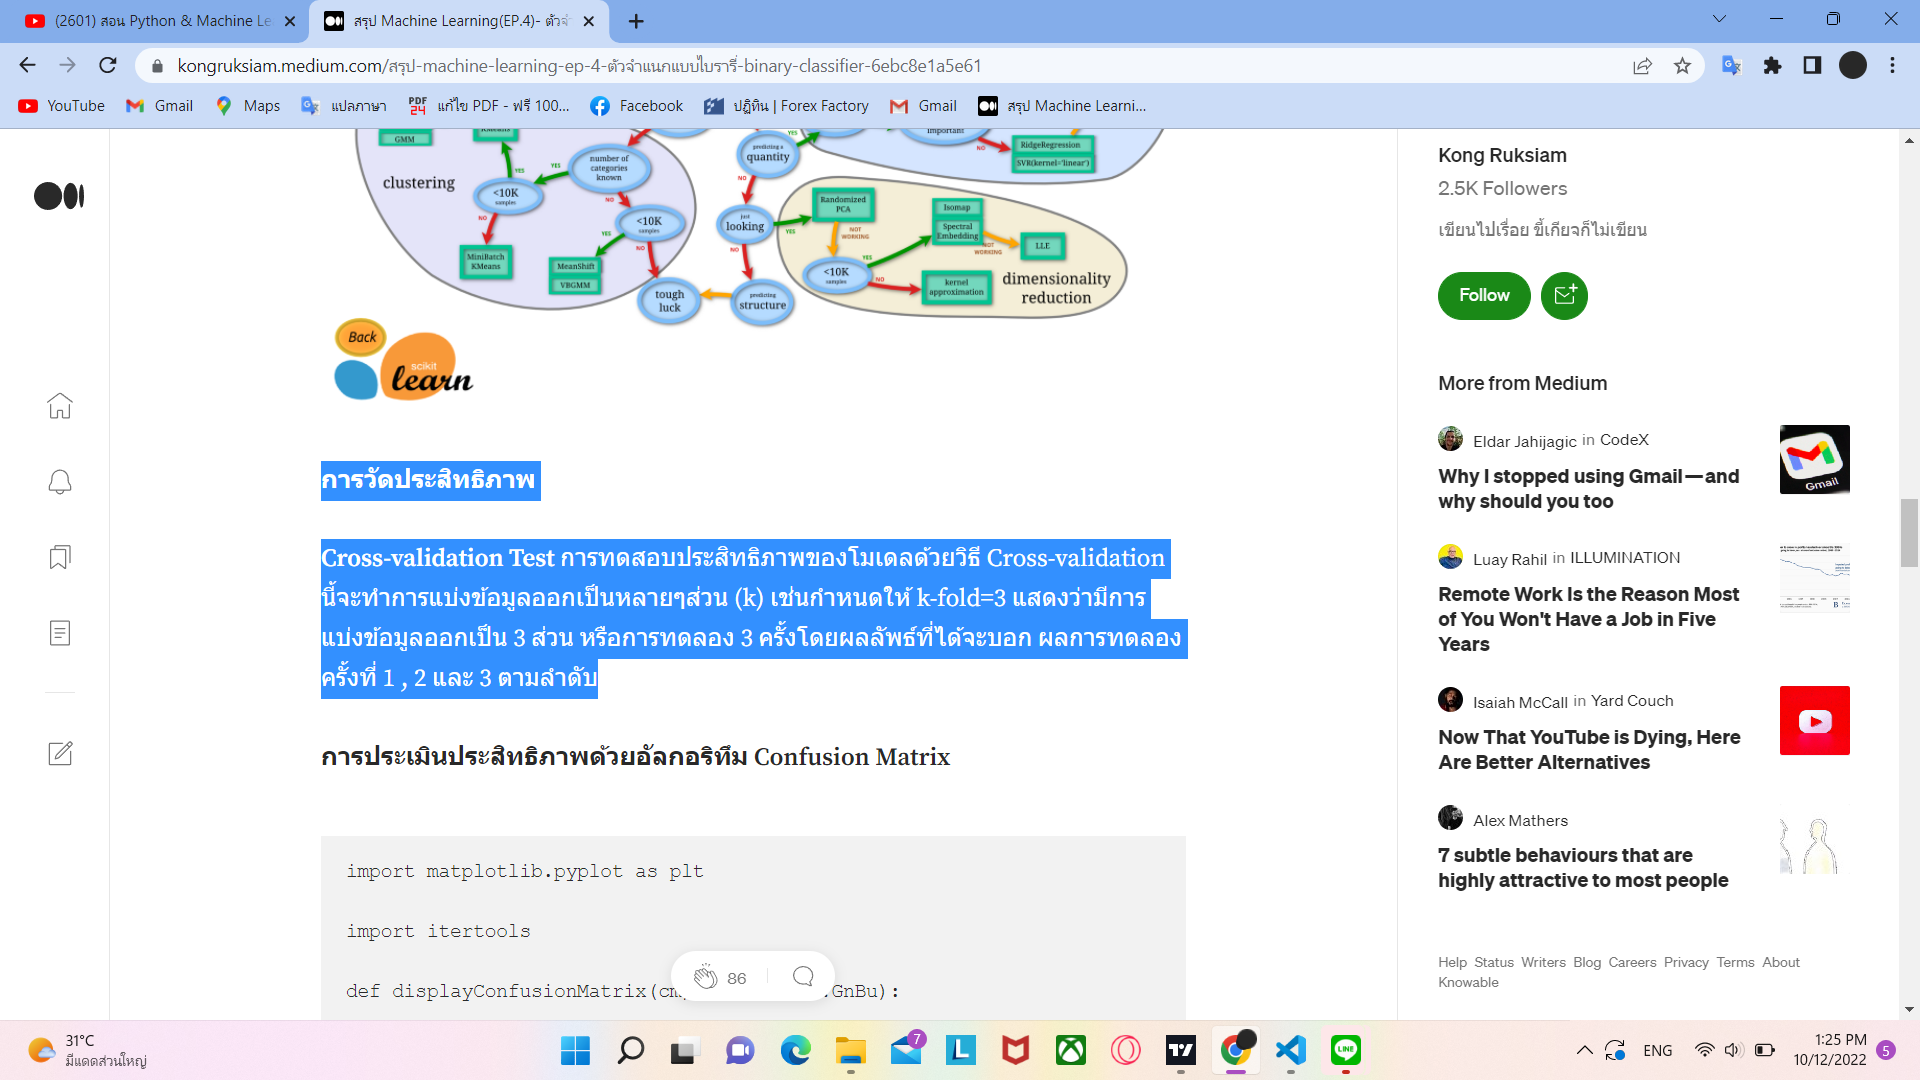 (2601) สอน Python & Machine Le
สรุป Machine Learning(EP.4)- ตัวจำ
kongruksiam.medium.com/สรุป-machine-learning-ep-4-ตัวจำแนกแบบไบรารี่-binary-classifier-6ebc8e1a5e61
YouTube
Gmail
Maps
แปลภาษา
แก้ไข PDF - ฟรี 100...
Facebook
ปฏิทิน | Forex Factory
Gmail
สรุป Machine Learni...
GMM
KMeans
clustering
number of
categories
known
YES
YES
<10K
samples
NO
NO
<10K
samples
YES
NO
MiniBatch
KMeans
MeanShift
VBGMM
tough
luck
predicting a
quantity
YES
NO
just
looking
YES
NO
predicting
structure
important
NO
RidgeRegression
SVR(kernel='linear')
Randomized
PCA
NOT
WORKING
Isomap
Spectral
Embedding
NOT
WORKING
LLE
YES
<10K
samples
NO
kernel
approximation
dimensionality
reduction
Back
scikit
learn
การวัดประสิทธิภาพ
Cross-validation Test การทดสอบประสิทธิภาพของโมเดลด้วยวิธี Cross-validation
นี้จะทำการแบ่งข้อมูลออกเป็นหลายๆส่วน (k) เช่นกำหนดให้ k-fold=3 แสดงว่ามีการ
แบ่งข้อมูลออกเป็น 3 ส่วน หรือการทดลอง 3 ครั้งโดยผลลัพธ์ที่ได้จะบอก ผลการทดลอง
ครั้งที่ 1 , 2 และ 3 ตามลำดับ
การประเมินประสิทธิภาพด้วยอัลกอริทึม Confusion Matrix
import matplotlib.pyplot as plt
import itertools
def displayConfusionMatrix(cm GnBu):
86
Kong Ruksiam
2.5K Followers
เขียนไปเรื่อย ขี้เกียจก็ไม่เขียน
Follow
More from Medium
Eldar Jahijagic in CodeX
Why I stopped using Gmail — and
why should you too
Gmail
Luay Rahil in ILLUMINATION
Remote Work Is the Reason Most
of You Won't Have a Job in Five
Years
Isaiah McCall in Yard Couch
Now That YouTube is Dying, Here
Are Better Alternatives
Alex Mathers
7 subtle behaviours that are
highly attractive to most people
Help Status Writers Blog Careers Privacy Terms About
Knowable
31°C
มีแดดส่วนใหญ่
7
L
LINE
ENG
1:25 PM
10/12/2022
5